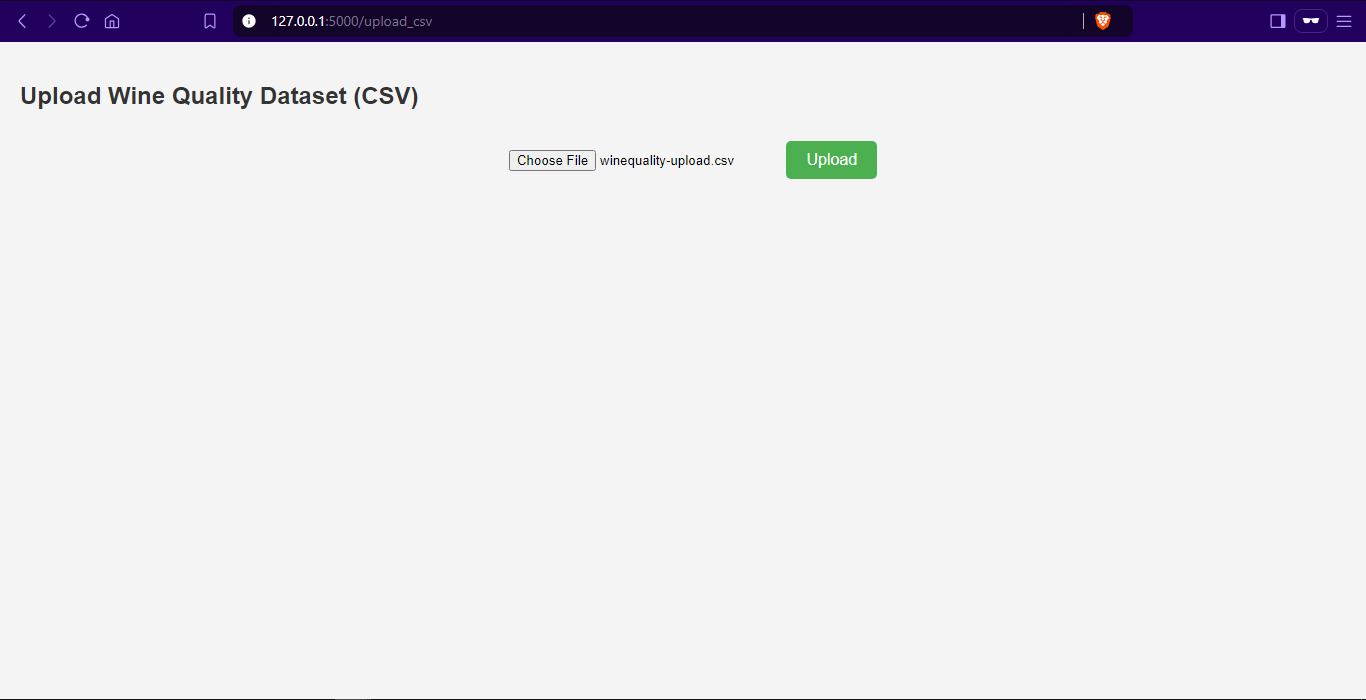 127.0.0.1:5000/upload_csv
Upload Wine Quality Dataset (CSV)
Choose File winequality-upload.csv Upload